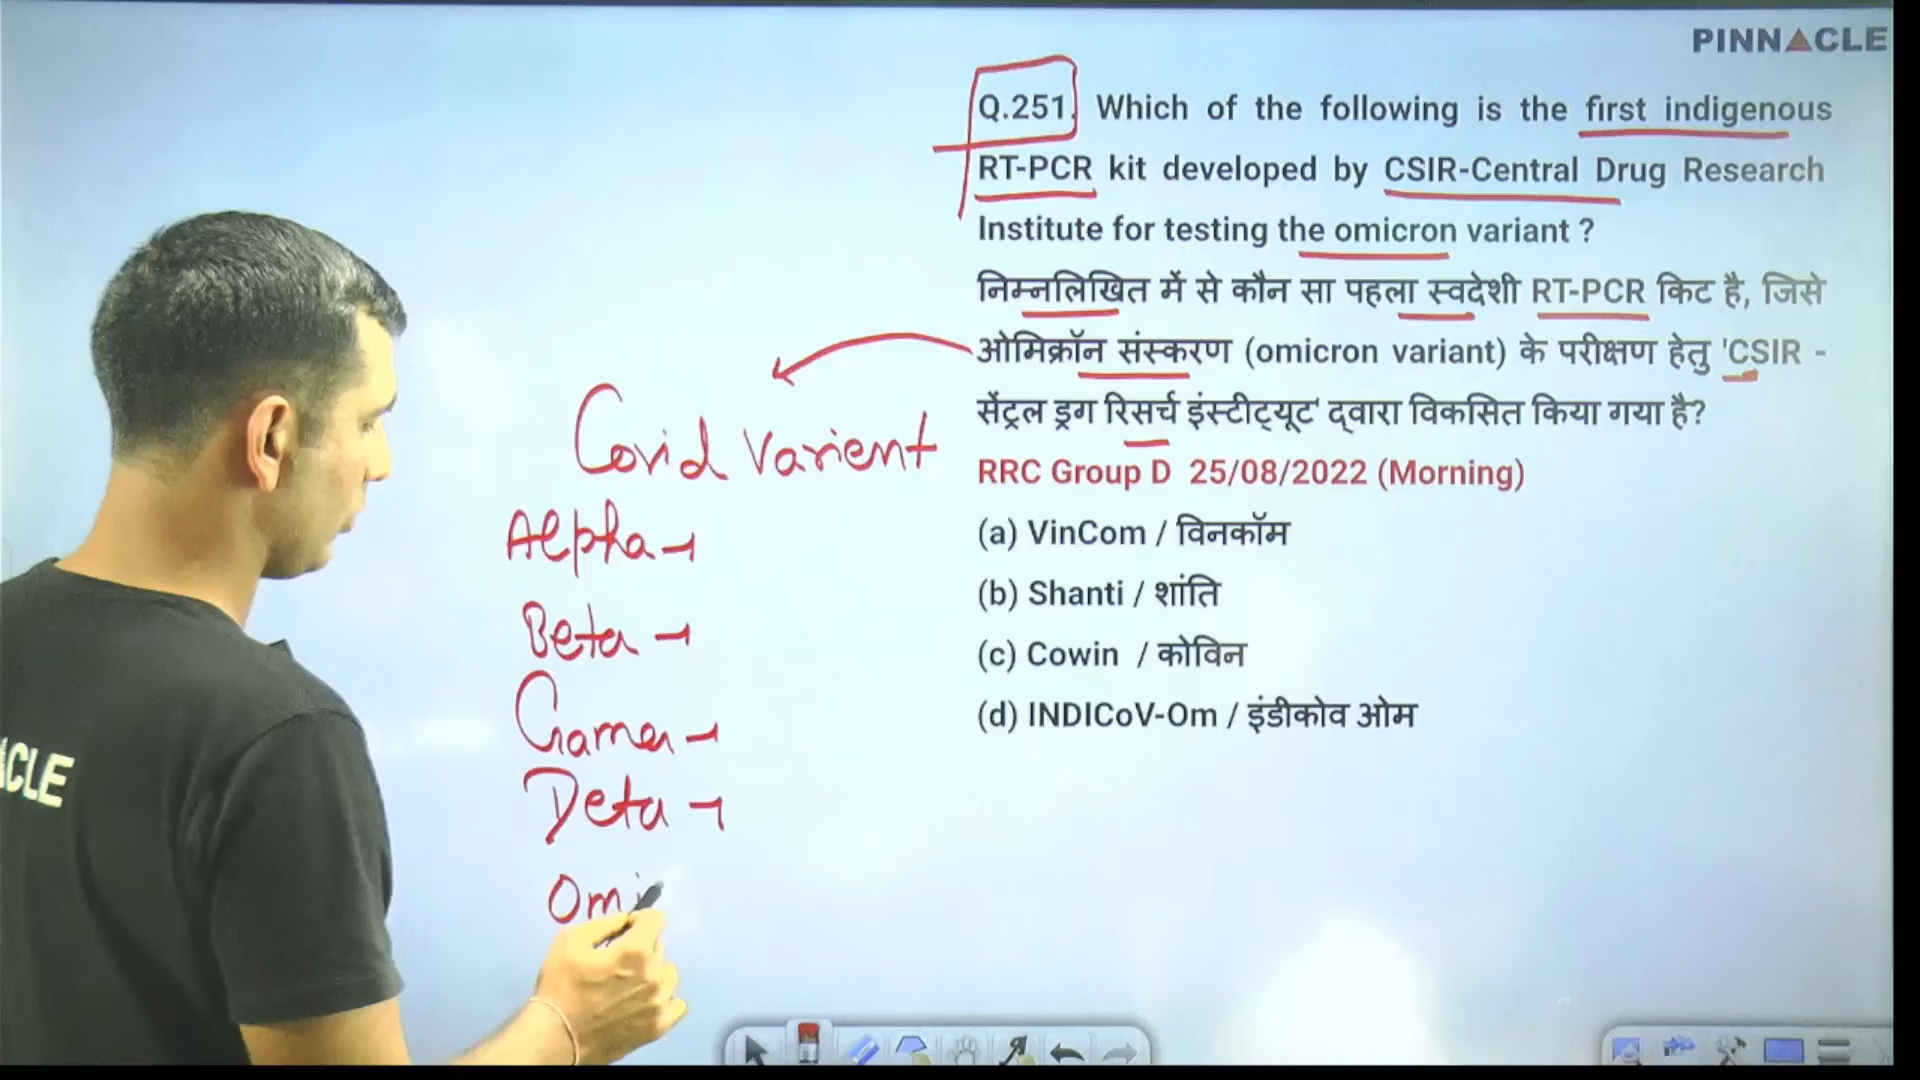 PINNACLE
Q.251. Which of the following is the first indigenous
RT-PCR kit developed by CSIR-Central Drug Research
Institute for testing the omicron variant ?
निम्नलिखित में से कौन सा पहला स्वदेशी RT-PCR किट है, जिसे
ओमिक्रॉन संस्करण (omicron variant) के परीक्षण हेतु 'CSIR -
सेंट्रल ड्रग रिसर्च इंस्टीट्यूट' द्वारा विकसित किया गया है?
RRC Group D 25/08/2022 (Morning)
(a) VinCom / विनकॉम
(b) Shanti / शांति
(c) Cowin / कोविन
(d) INDICoV-Om / इंडीकोव ओम
Covid Varient
Alpha
Beta
Gama
Deta
Omi
ACLE